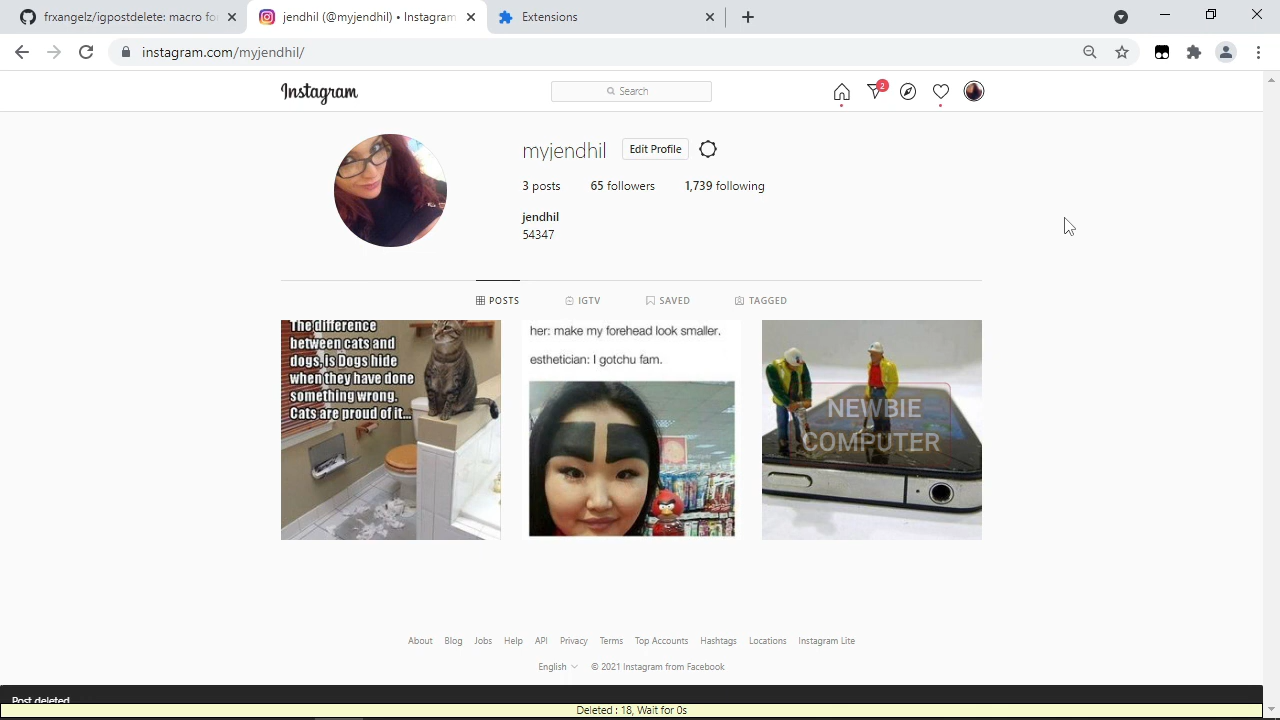 frxangelz/igpostdelete: macro fo
jendhil (@myjendhil) • Instagram
Extensions
instagram.com/myjendhil/
Instagram
Search
2
myjendhil
Edit Profile
3 posts
65 followers
1,739 following
jendhil
54347
POSTS
IGTV
SAVED
TAGGED
The difference
between cats and
dogs, is Dogs hide
when they have done
something wrong.
Cats are proud of it...
her: make my forehead look smaller.
esthetician: I gotchu fam.
NEWBIE
COMPUTER
About
Blog
Jobs
Help
API
Privacy
Terms
Top Accounts
Hashtags
Locations
Instagram Lite
English
© 2021 Instagram from Facebook
Post deleted
Deleted : 18, Wait for 0s